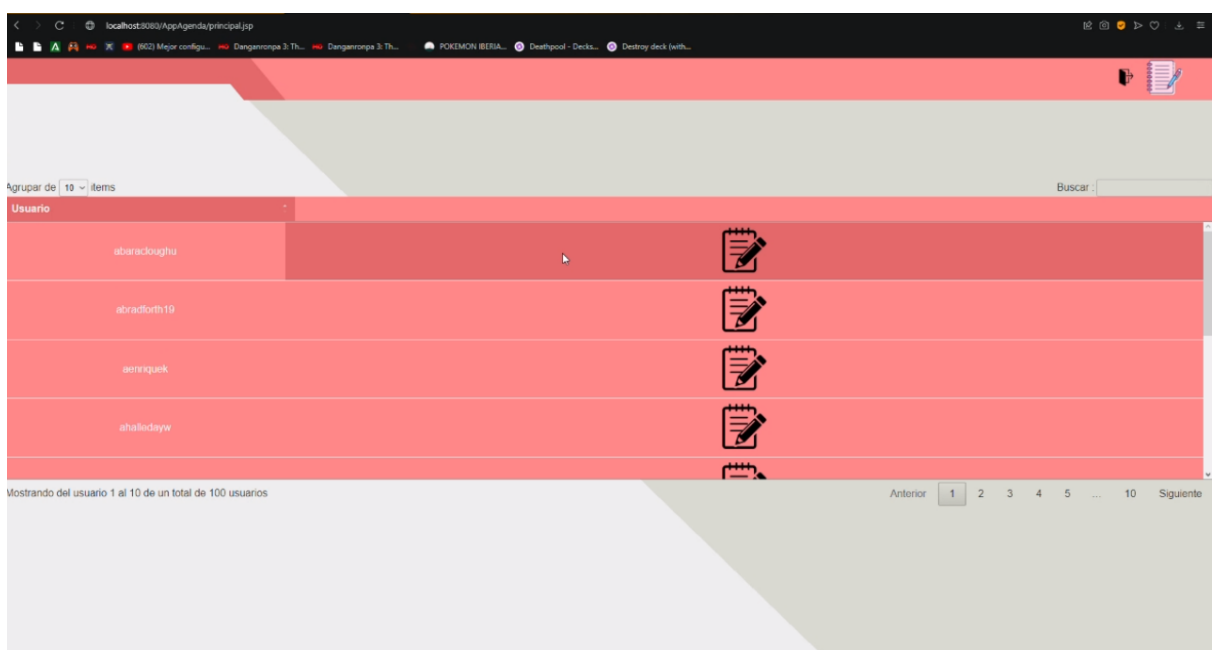 localhost:8080/AppAgenda/principal.jsp
(602) Mejor configu... Danganronpa 3: Th... Danganronpa 3: Th... POKEMON IBERIA... Deathpool - Decks... Destroy deck (with...
Agrupar de 10 items Buscar :
Usuario
abaracloughu
abradforth19
aenriquek
ahalledayw
Mostrando del usuario 1 al 10 de un total de 100 usuarios Anterior 1 2 3 4 5 ... 10 Siguiente